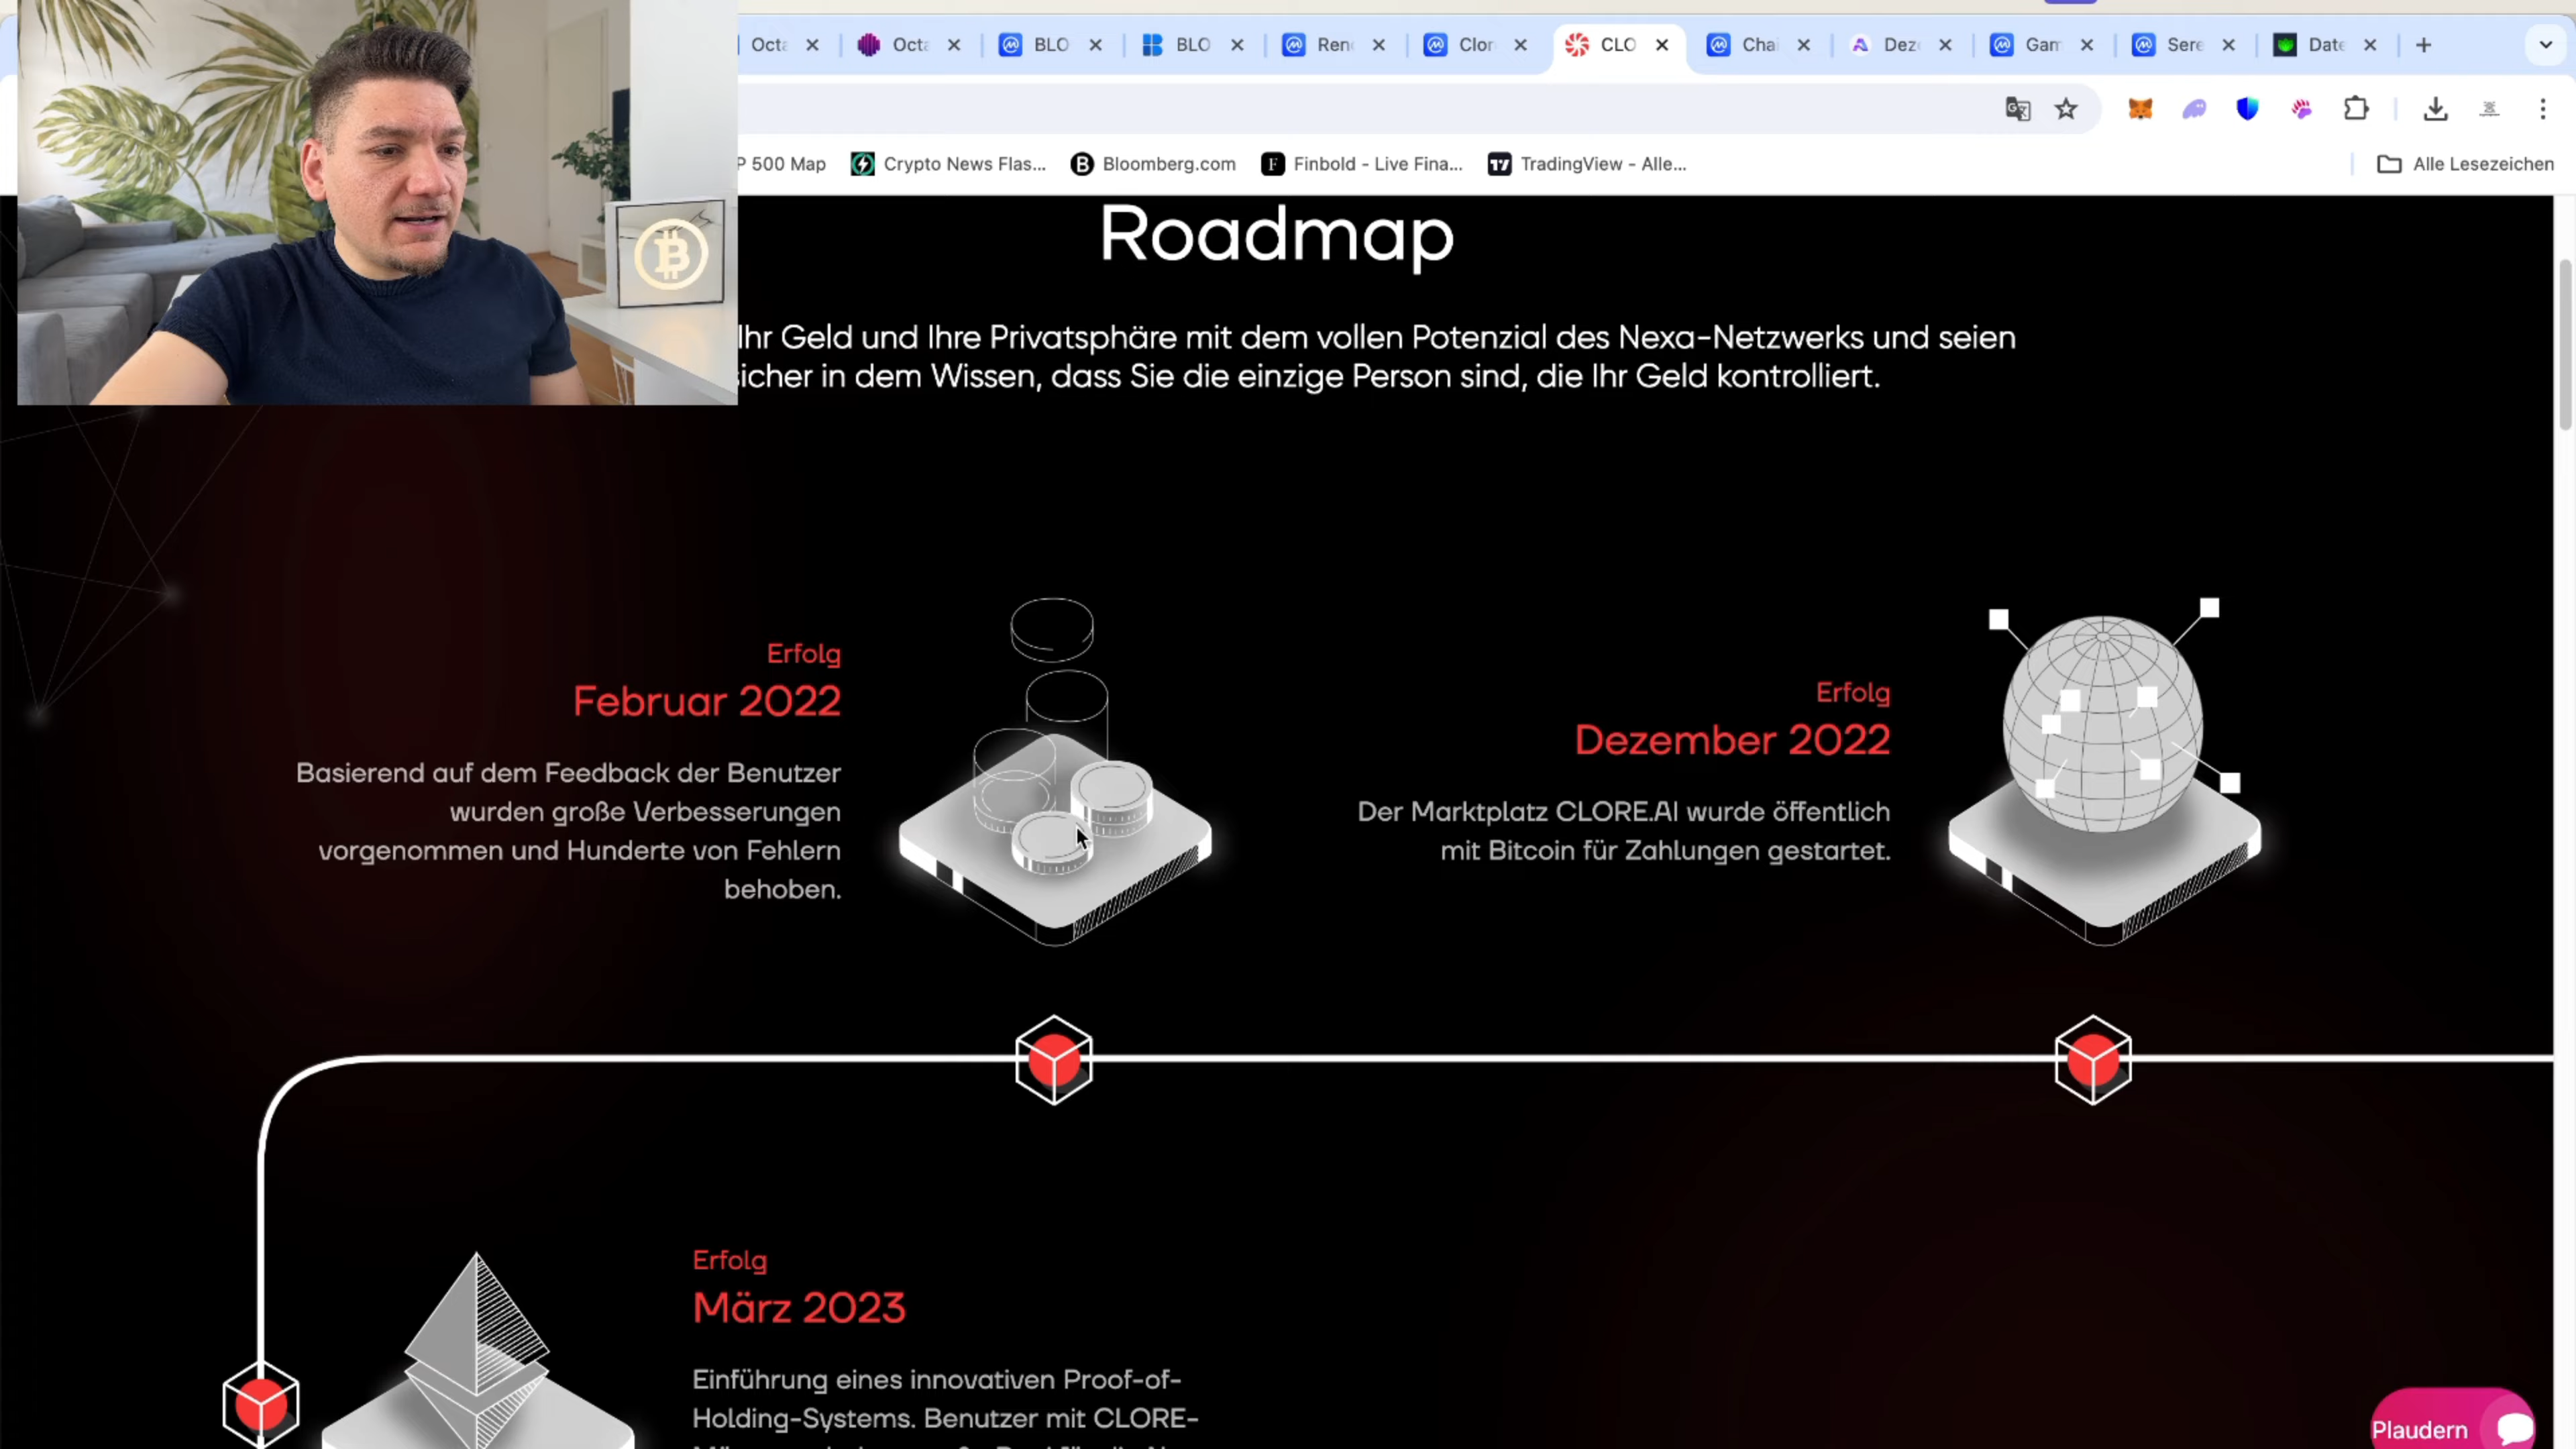 Octa
Octa
BLO
BLO
Ren
Clor
CLO
Chai
Deze
Gam
Sere
Date
P 500 Map
Crypto News Flas...
Bloomberg.com
Finbold - Live Fina...
TradingView - Alle...
Alle Lesezeichen
Roadmap
Ihr Geld und Ihre Privatsphäre mit dem vollen Potenzial des Nexa-Netzwerks und seien
sicher in dem Wissen, dass Sie die einzige Person sind, die Ihr Geld kontrolliert.
Erfolg
Februar 2022
Basierend auf dem Feedback der Benutzer
wurden große Verbesserungen
vorgenommen und Hunderte von Fehlern
behoben.
Erfolg
Dezember 2022
Der Marktplatz CLORE.AI wurde öffentlich
mit Bitcoin für Zahlungen gestartet.
Erfolg
März 2023
Einführung eines innovativen Proof-of-
Holding-Systems. Benutzer mit CLORE-
Plaudern